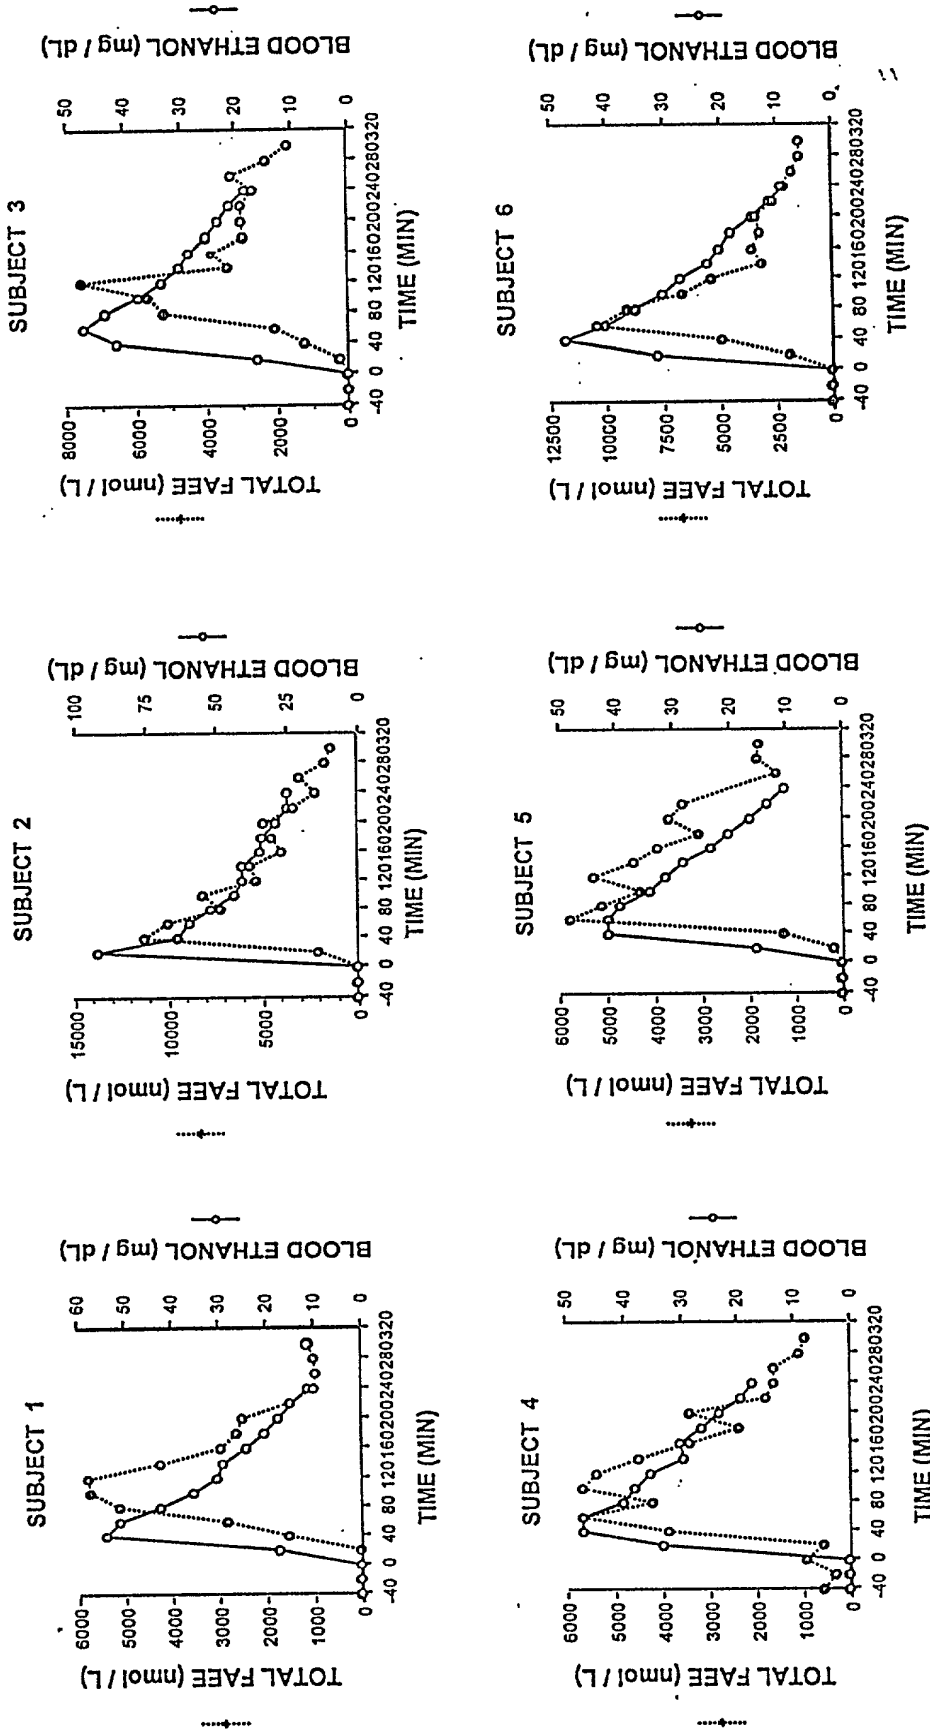 SUBJECT 1
TOTAL FAEE (nmol / L)
6000
5000
4000
3000
2000
1000
0
-40 0 40 80 120160200240280320
TIME (MIN)
60
50
40
30
20
10
0
BLOOD ETHANOL (mg / dL)
SUBJECT 2
TOTAL FAEE (nmol / L)
15000
10000
5000
0
-40 0 40 80 120160200240280320
TIME (MIN)
100
75
50
25
0
BLOOD ETHANOL (mg / dL)
SUBJECT 3
TOTAL FAEE (nmol / L)
8000
6000
4000
2000
0
-40 0 40 80 120160200240280320
TIME (MIN)
50
40
30
20
10
0
BLOOD ETHANOL (mg / dL)
SUBJECT 4
TOTAL FAEE (nmol / L)
6000
5000
4000
3000
2000
1000
0
-40 0 40 80 120160200240280320
TIME (MIN)
50
40
30
20
10
0
BLOOD ETHANOL (mg / dL)
SUBJECT 5
TOTAL FAEE (nmol / L)
6000
5000
4000
3000
2000
1000
0
-40 0 40 80 120160200240280320
TIME (MIN)
50
40
30
20
10
0
BLOOD ETHANOL (mg / dL)
SUBJECT 6
TOTAL FAEE (nmol / L)
12500
10000
7500
5000
2500
0
-40 0 40 80 120160200240280320
TIME (MIN)
50
40
30
20
10
0
BLOOD ETHANOL (mg / dL)